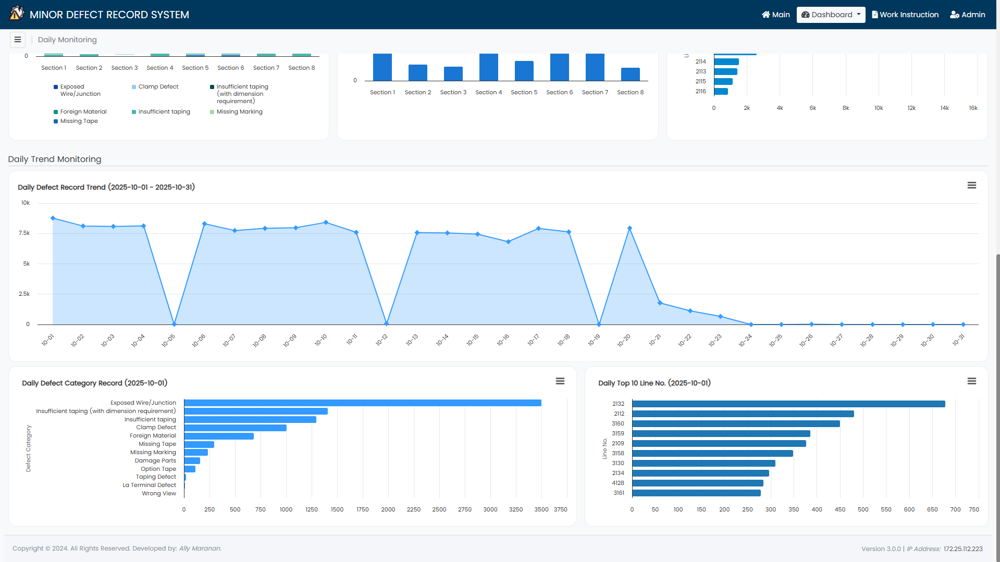 MINOR DEFECT RECORD SYSTEM
Main
Dashboard
Work Instruction
Admin
Daily Monitoring
0
Section 1 Section 2 Section 3 Section 4 Section 5 Section 6 Section 7 Section 8
Exposed Wire/Junction
Clamp Defect
Insufficient taping (with dimension requirement)
Foreign Material
Insufficient taping
Missing Marking
Missing Tape
0
Section 1 Section 2 Section 3 Section 4 Section 5 Section 6 Section 7 Section 8
2114
2113
2115
2116
0 2k 4k 6k 8k 10k 12k 14k 16k
Daily Trend Monitoring
Daily Defect Record Trend (2025-10-01 - 2025-10-31)
10k
7.5k
5k
2.5k
0
10-01 10-02 10-03 10-04 10-05 10-06 10-07 10-08 10-09 10-10 10-11 10-12 10-13 10-14 10-15 10-16 10-17 10-18 10-19 10-20 10-21 10-22 10-23 10-24 10-25 10-26 10-27 10-28 10-29 10-30 10-31
Daily Defect Category Record (2025-10-01)
Defect Category
Exposed Wire/Junction
Insufficient taping (with dimension requirement)
Insufficient taping
Clamp Defect
Foreign Material
Missing Tape
Missing Marking
Damage Parts
Option Tape
Taping Defect
La Terminal Defect
Wrong View
0 250 500 750 1000 1250 1500 1750 2000 2250 2500 2750 3000 3250 3500 3750
Daily Top 10 Line No. (2025-10-01)
Line No.
2132
2112
3160
3159
2109
3158
3130
2134
4128
3161
0 50 100 150 200 250 300 350 400 450 500 550 600 650 700 750
Copyright © 2024. All Rights Reserved. Developed by: Ally Maranan.
Version 3.0.0 | IP Address: 172.25.112.223